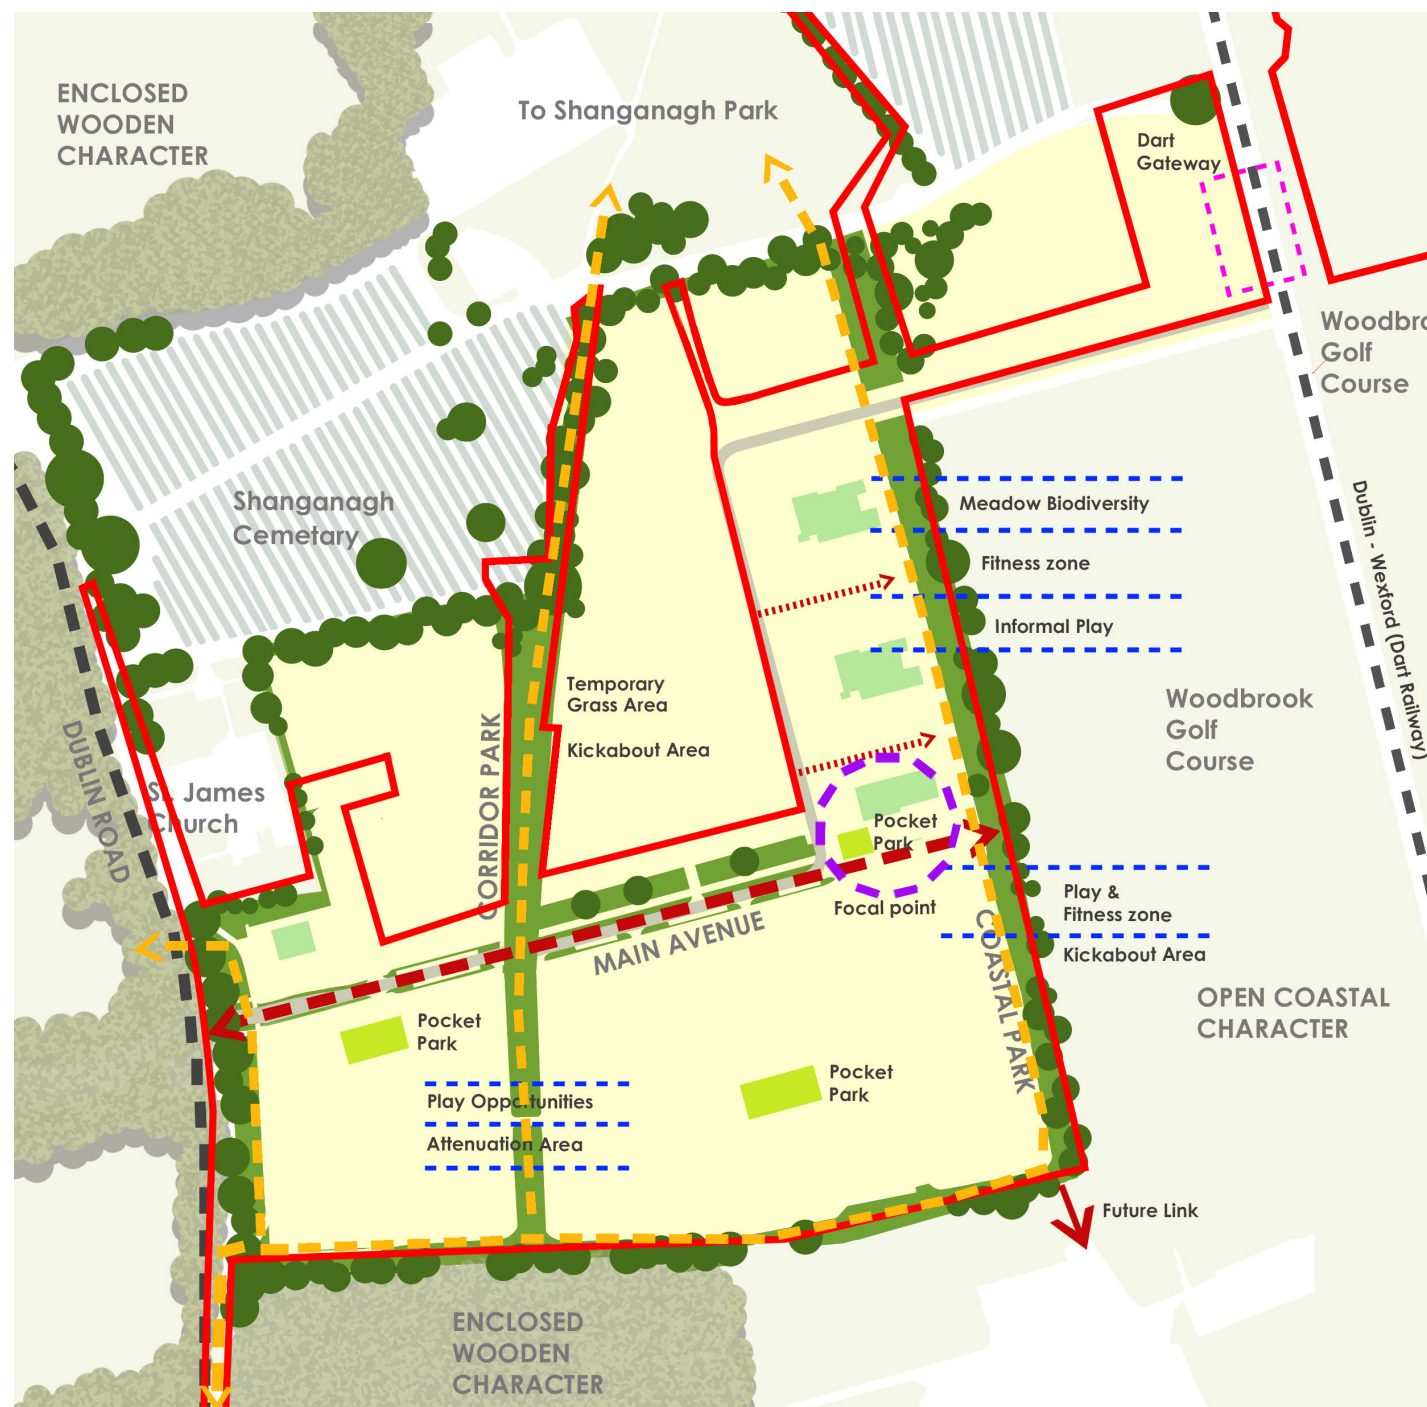 ENCLOSED
WOODEN
CHARACTER
To Shanganagh Park
Dart
Gateway
Golf
Course
Shanganagh
Cemetary
Meadow Biodiversity
Fitness zone
Informal Play
Dublin - Wexford (Dart Railway)
Temporary
Grass Area
Kickabout Area
CORRIDOR PARK
Woodbrook
Golf
Course
DUBLIN ROAD
St. James
Church
Pocket
Park
Focal point
Play &
Fitness zone
Kickabout Area
MAIN AVENUE
COASTAL PARK
OPEN COASTAL
CHARACTER
Pocket
Park
Pocket
Park
Play Opportunities
Attenuation Area
Future Link
ENCLOSED
WOODEN
CHARACTER